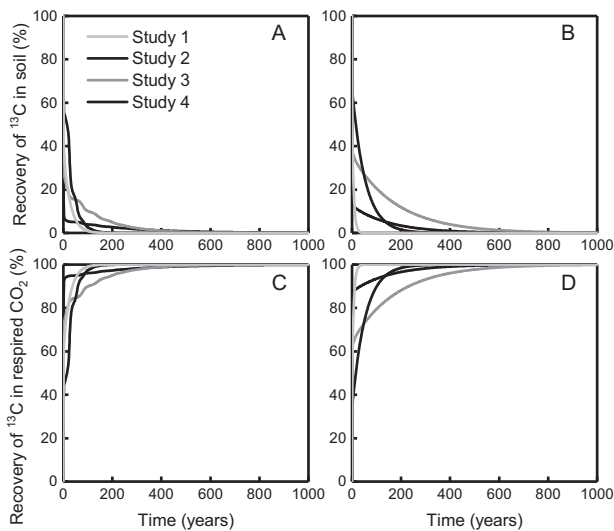 A
B
Study 1
Study 2
Study 3
Study 4
Recovery of ¹³C in soil (%)
100
80
60
40
20
0
0 200 400 600 800 1000
100
80
60
40
20
0
0 200 400 600 800 1000
C
D
Recovery of ¹³C in respired CO₂ (%)
100
80
60
40
20
0
0 200 400 600 800 1000
Time (years)
100
80
60
40
20
0
0 200 400 600 800 1000
Time (years)